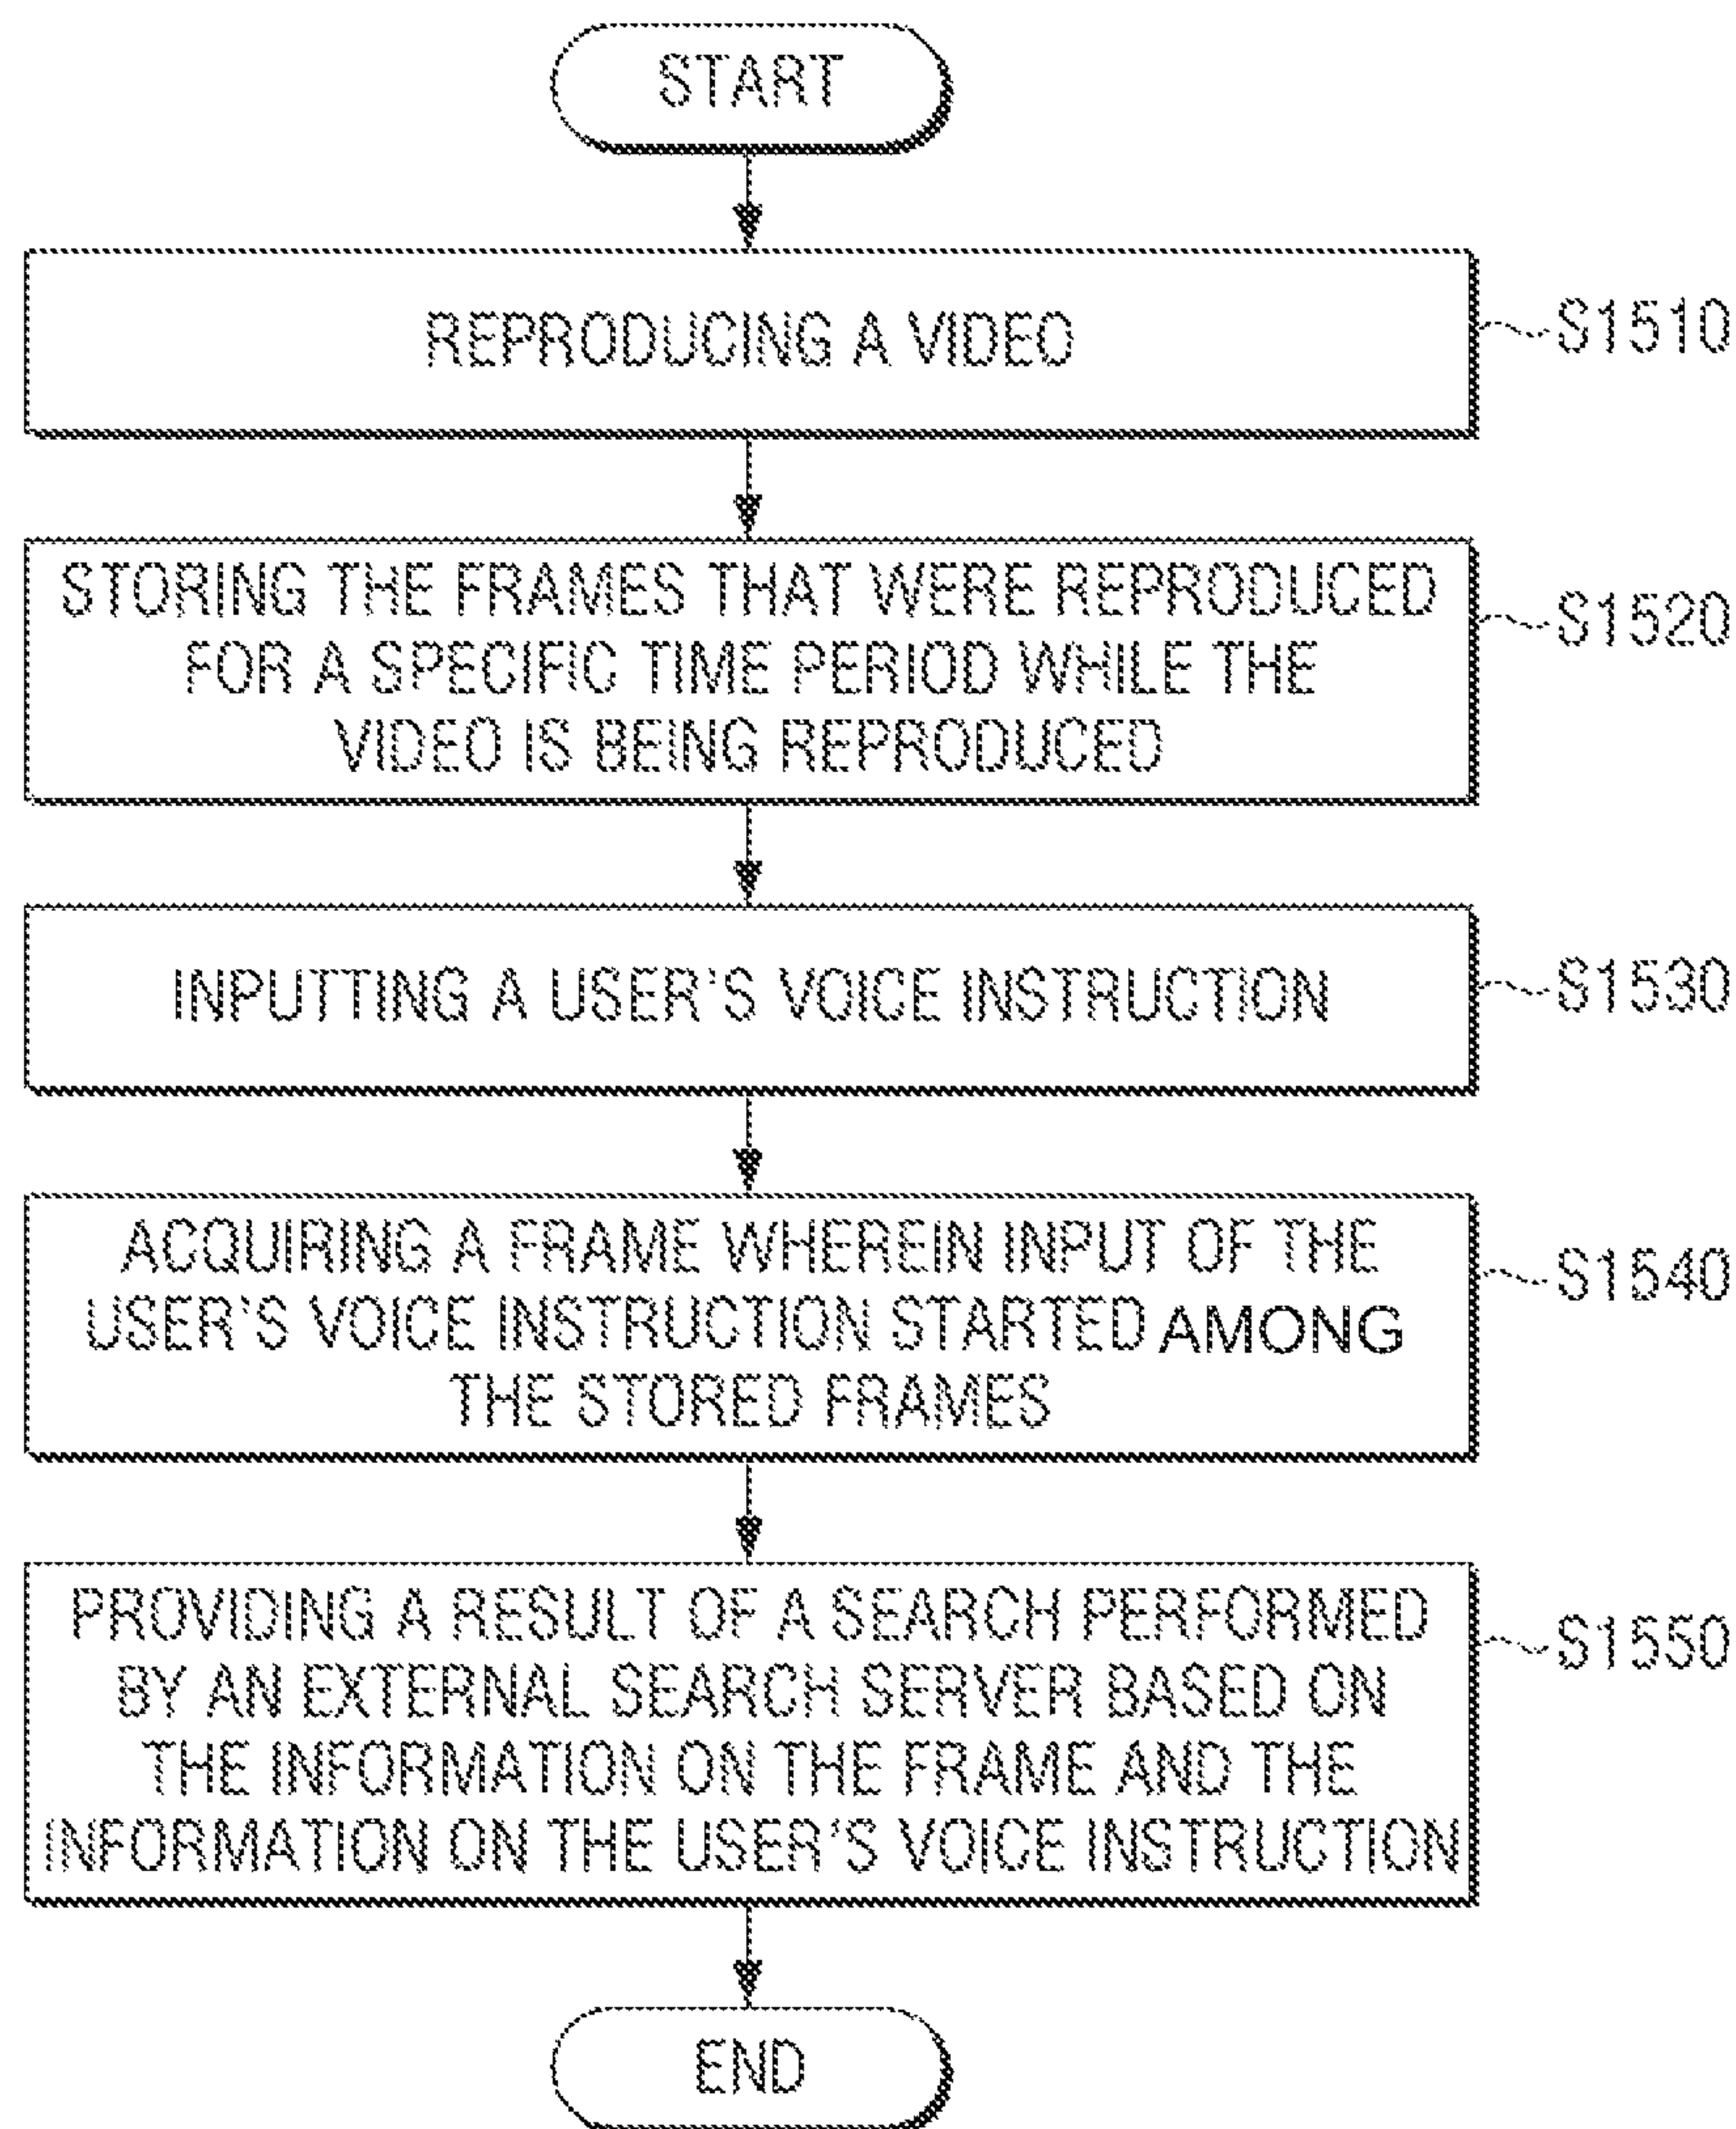 START
REPRODUCING A VIDEO
S1510
STORING THE FRAMES THAT WERE REPRODUCED
FOR A SPECIFIC TIME PERIOD WHILE THE
VIDEO IS BEING REPRODUCED
S1520
INPUTTING A USER'S VOICE INSTRUCTION
S1530
ACQUIRING A FRAME WHEREIN INPUT OF THE
USER'S VOICE INSTRUCTION STARTED AMONG
THE STORED FRAMES
S1540
PROVIDING A RESULT OF A SEARCH PERFORMED
BY AN EXTERNAL SEARCH SERVER BASED ON
THE INFORMATION ON THE FRAME AND THE
INFORMATION ON THE USER'S VOICE INSTRUCTION
S1550
END